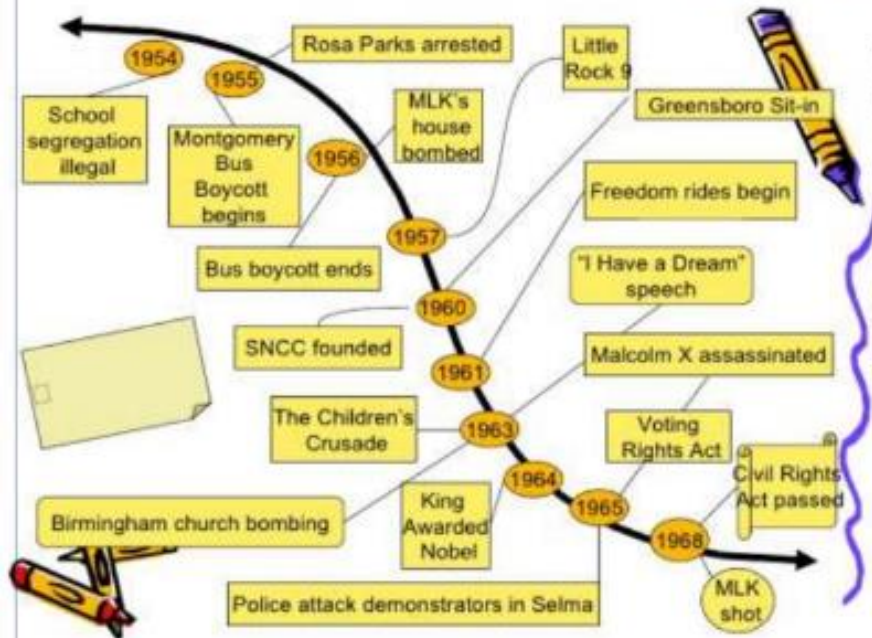 1954
School
segregation
illegal
1955
Rosa Parks arrested
Montgomery
Bus
Boycott
begins
1956
MLK's
house
bombed
Bus boycott ends
1957
Little
Rock 9
1960
Greensboro Sit-in
SNCC founded
1961
Freedom rides begin
1963
"I Have a Dream"
speech
The Children's
Crusade
Birmingham church bombing
1964
King
Awarded
Nobel
1965
Malcolm X assassinated
Voting
Rights Act
Police attack demonstrators in Selma
1968
Civil Rights
Act passed
MLK
shot